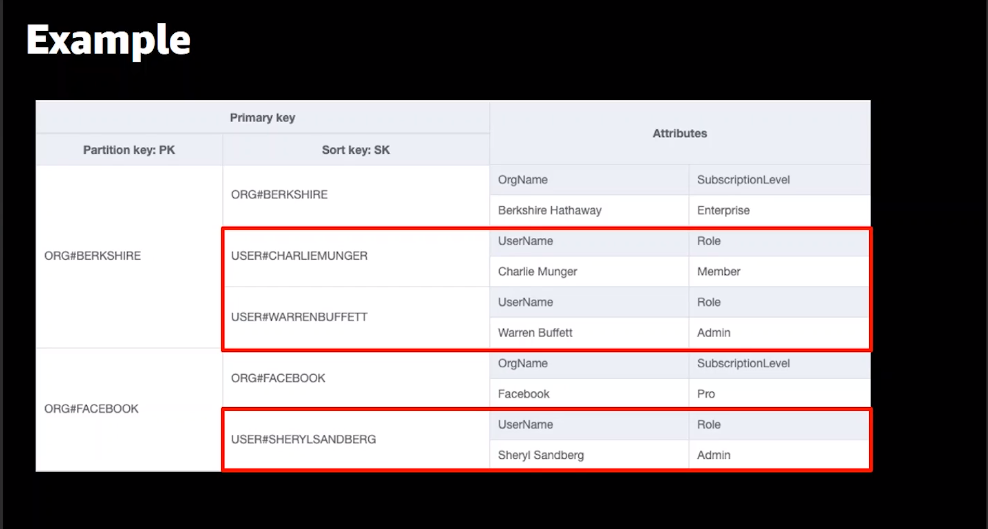 Example
Primary key
Attributes
Partition key: PK
Sort key: SK
ORG#BERKSHIRE
ORG#BERKSHIRE
OrgName SubscriptionLevel
Berkshire Hathaway Enterprise
USER#CHARLIEMUNGER
UserName Role
Charlie Munger Member
USER#WARRENBUFFETT
UserName Role
Warren Buffett Admin
ORG#FACEBOOK
ORG#FACEBOOK
OrgName SubscriptionLevel
Facebook Pro
USER#SHERYLSANDBERG
UserName Role
Sheryl Sandberg Admin